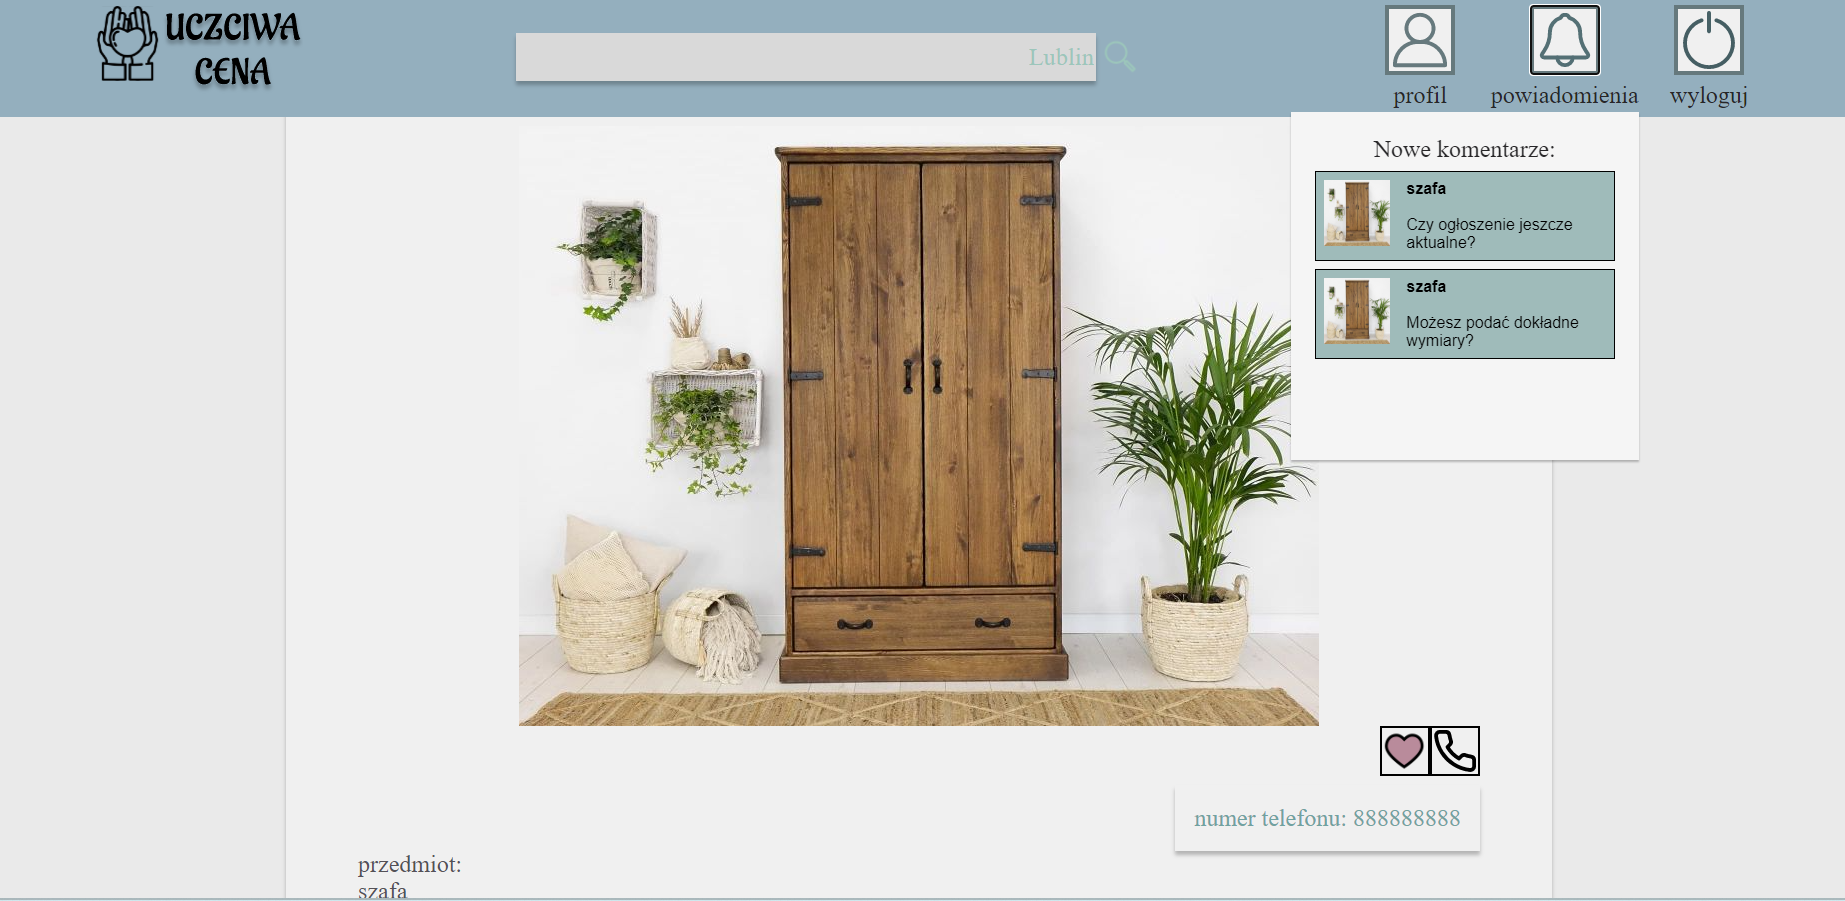 UCZCIWA
CENA
Lublin
profil
powiadomienia
wyloguj
Nowe komentarze:
szafa
Czy ogłoszenie jeszcze
aktualne?
szafa
Możesz podać dokładne
wymiary?
numer telefonu: 888888888
przedmiot:
szafa